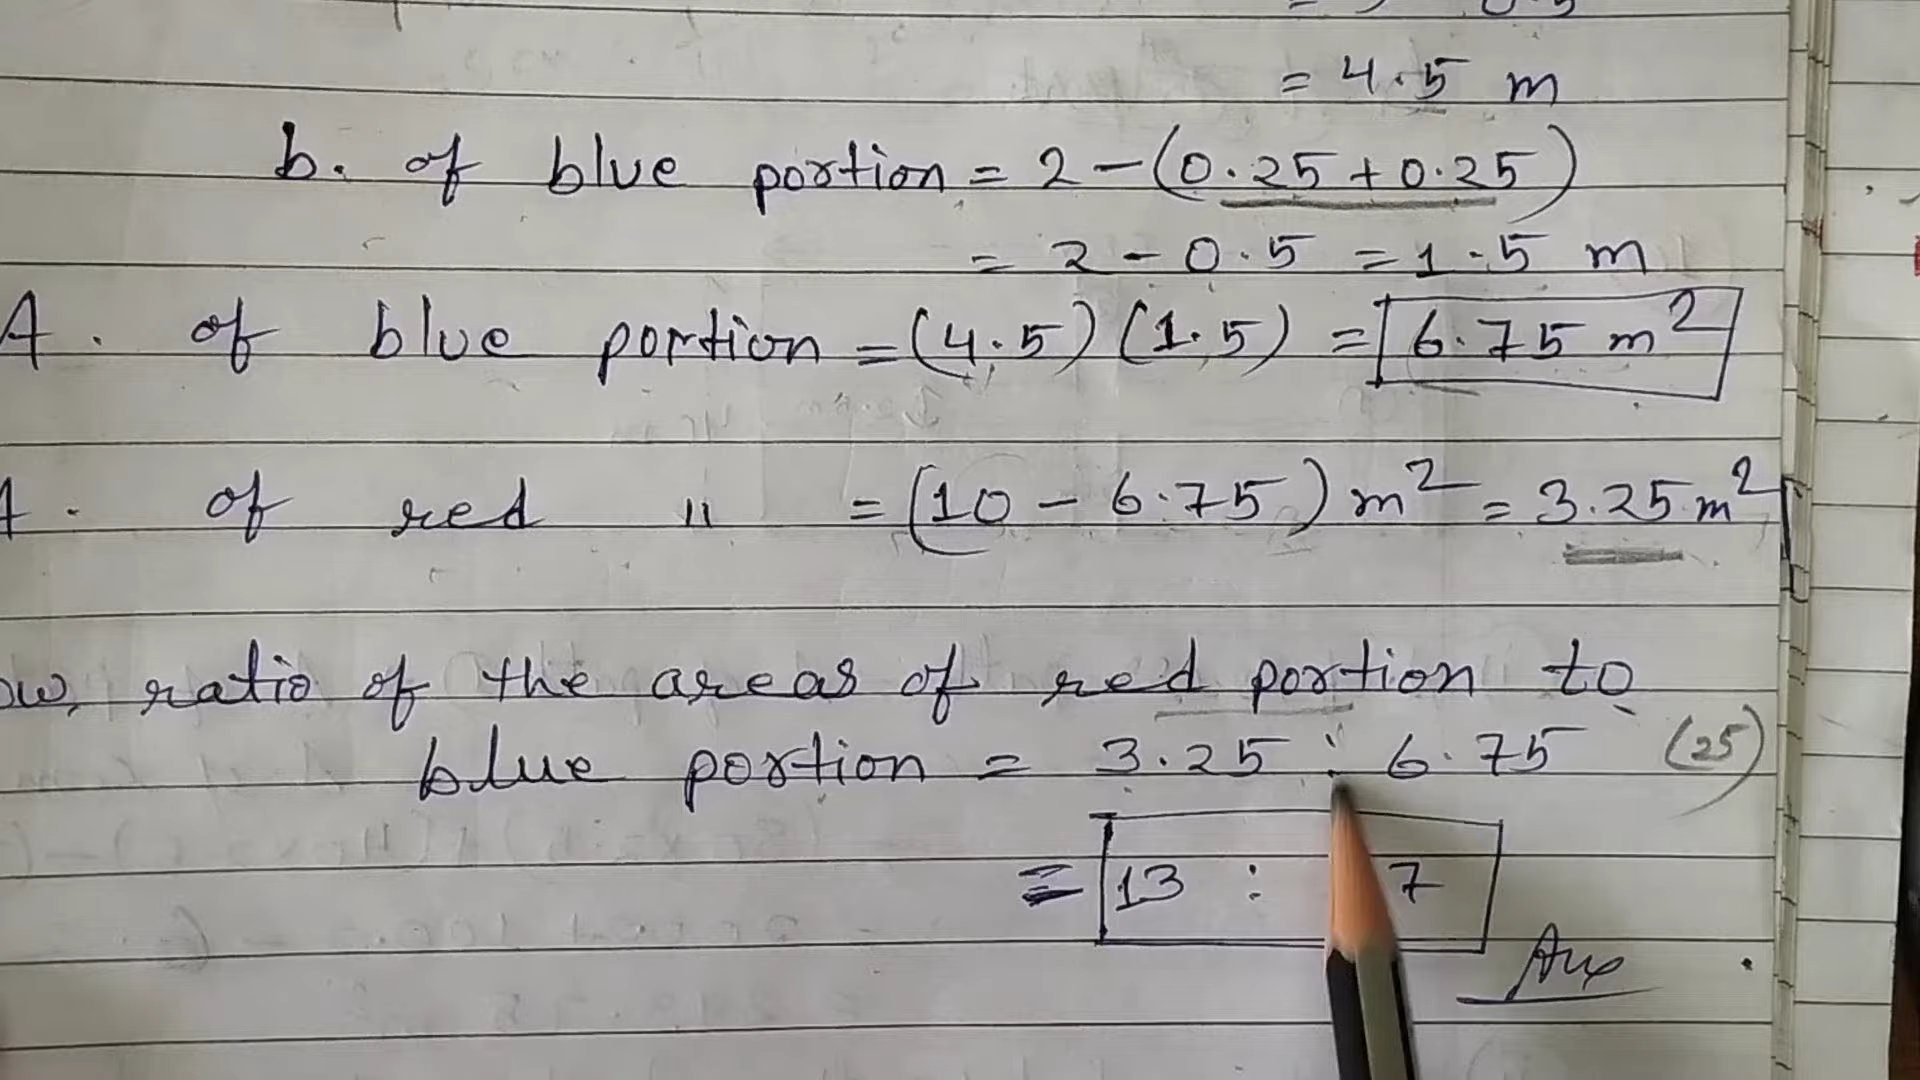 = 4.5 m
b. of blue portion = 2 - (0.25 + 0.25)
= 2 - 0.5 = 1.5 m
A. of blue portion = (4.5) (1.5) = 6.75 m²
A. of red " = (10 - 6.75) m² = 3.25 m²
ow, ratio of the areas of red portion to
blue portion = 3.25 : 6.75 (25)
= 13 : 7
Ans